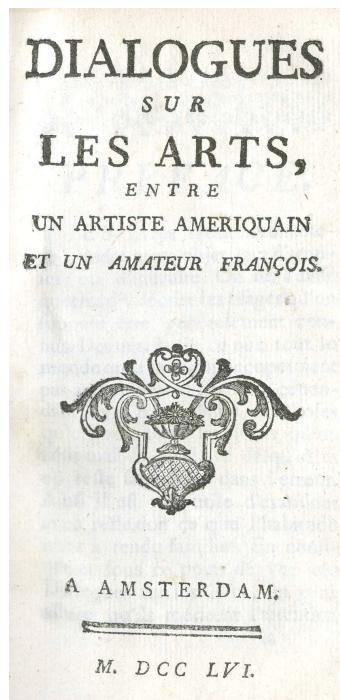 DIALOGUES
SUR
LES ARTS,
ENTRE
UN ARTISTE AMERIQUAIN
ET UN AMATEUR FRANÇOIS.
A AMSTERDAM.
M. DCC LVI.